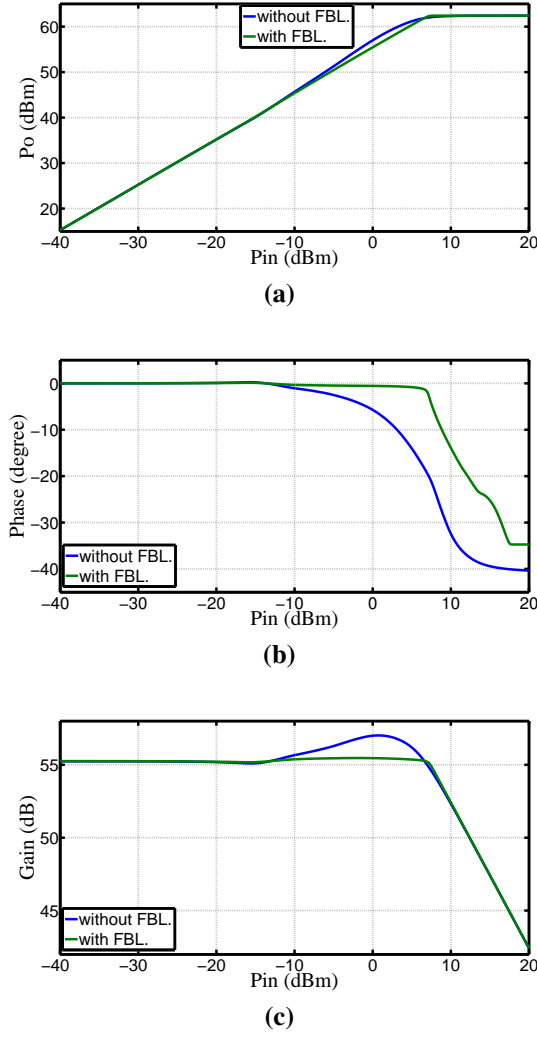 60
50
40
30
20
Po (dBm)
without FBL.
with FBL.
−40 −30 −20 −10 0 10 20
Pin (dBm)
(a)
0
−10
−20
−30
−40
Phase (degree)
without FBL.
with FBL.
−40 −30 −20 −10 0 10 20
Pin (dBm)
(b)
55
50
45
Gain (dB)
without FBL.
with FBL.
−40 −30 −20 −10 0 10 20
Pin (dBm)
(c)